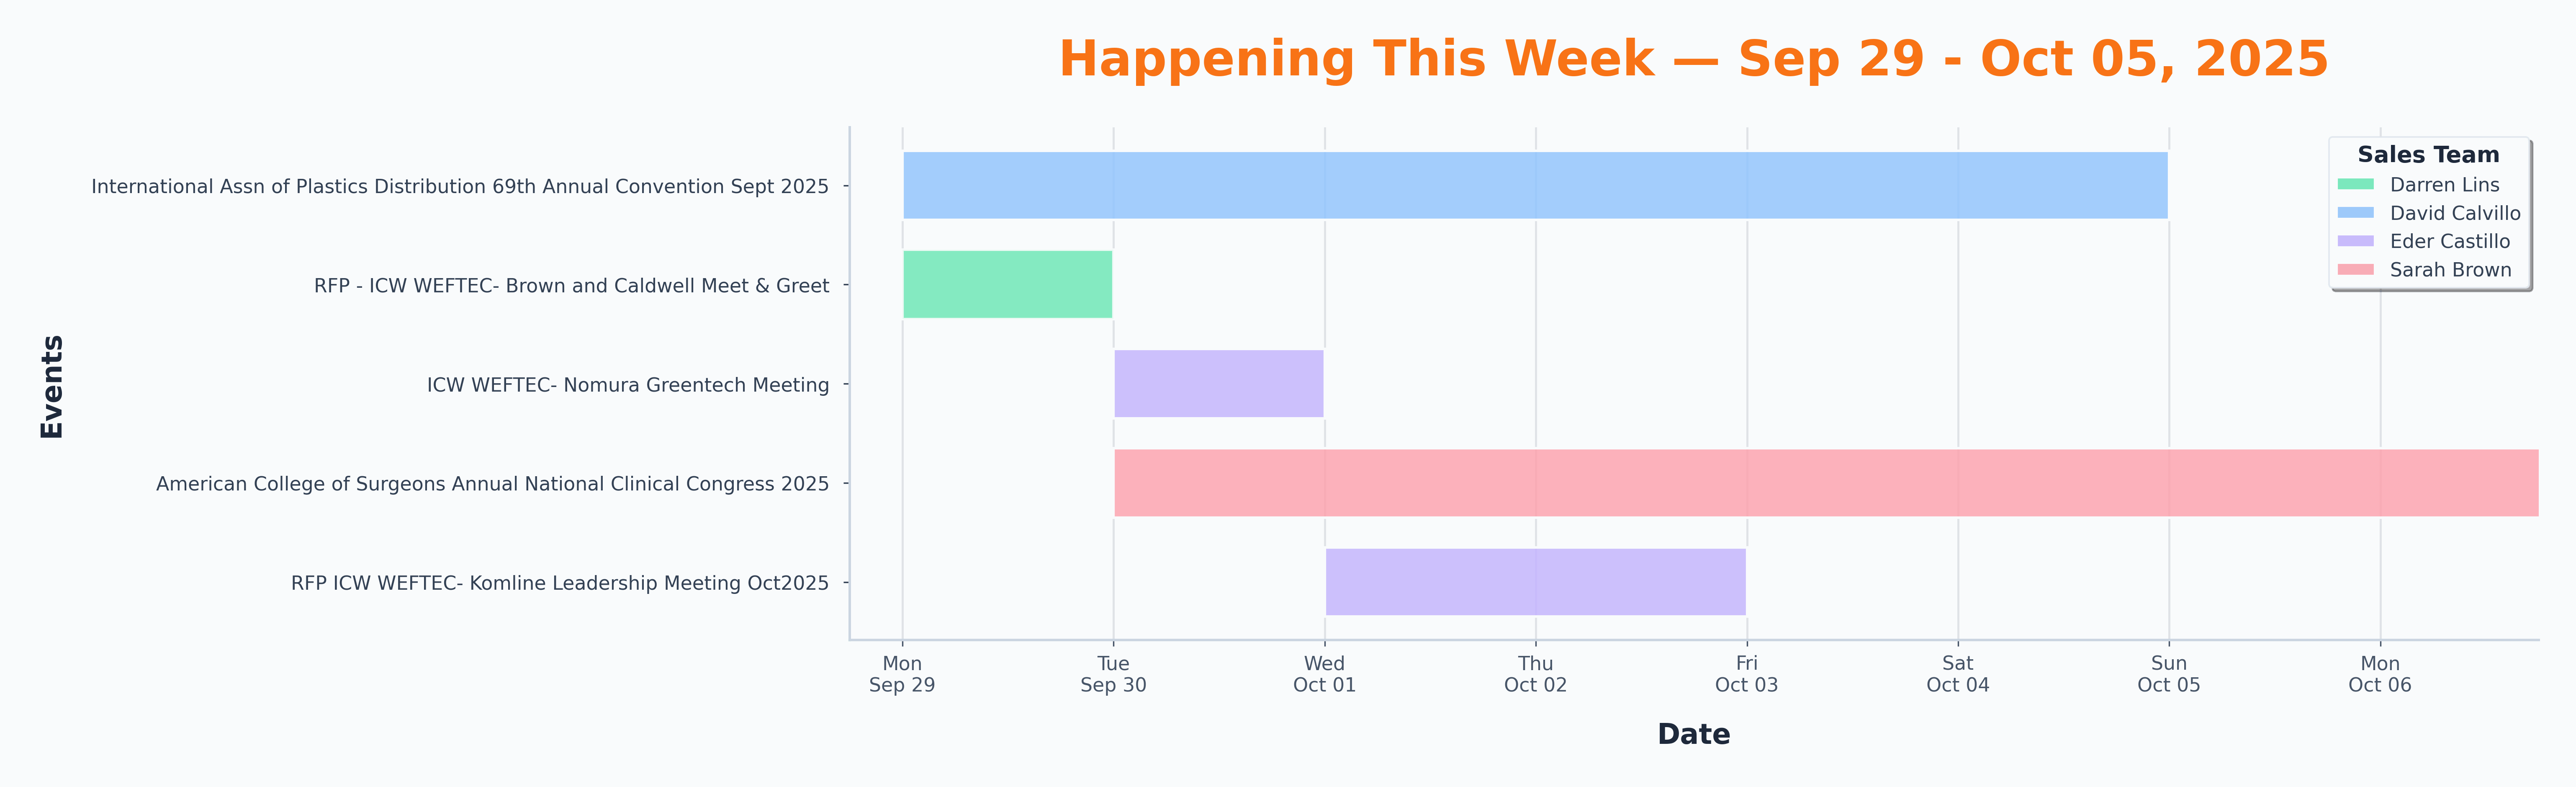 Happening This Week — Sep 29 - Oct 05, 2025
Sales Team
Darren Lins
David Calvillo
Eder Castillo
Sarah Brown
Events
International Assn of Plastics Distribution 69th Annual Convention Sept 2025
RFP - ICW WEFTEC- Brown and Caldwell Meet & Greet
ICW WEFTEC- Nomura Greentech Meeting
American College of Surgeons Annual National Clinical Congress 2025
RFP ICW WEFTEC- Komline Leadership Meeting Oct2025
Mon Tue Wed Thu Fri Sat Sun Mon
Sep 29 Sep 30 Oct 01 Oct 02 Oct 03 Oct 04 Oct 05 Oct 06
Date